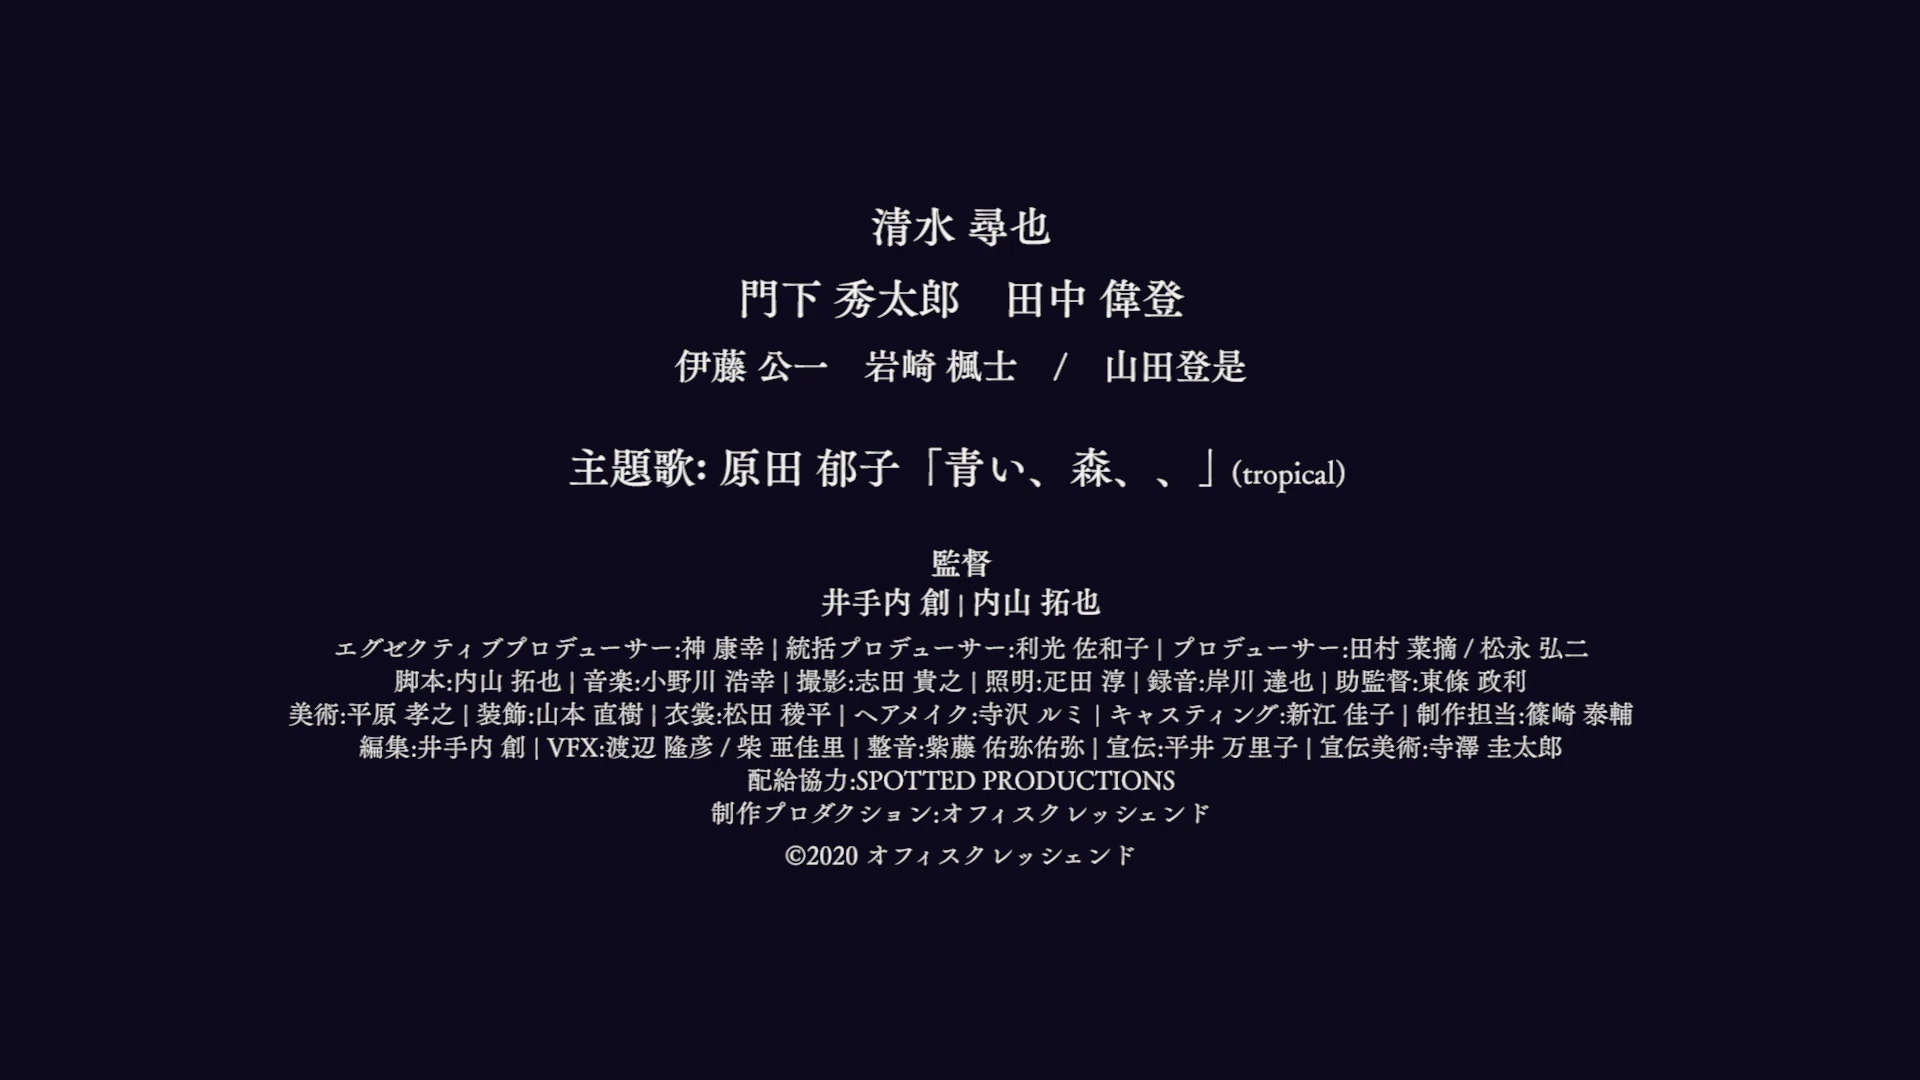 清水 尋也
門下 秀太郎　田中 偉登
伊藤 公一　岩崎 楓士　/　山田登是
主題歌: 原田 郁子「青い、森、、」(tropical)
監督
井手内 創 | 内山 拓也
エグゼクティブプロデューサー:神 康幸 | 統括プロデューサー:利光 佐和子 | プロデューサー:田村 菜摘 / 松永 弘二
脚本:内山 拓也 | 音楽:小野川 浩幸 | 撮影:志田 貴之 | 照明:疋田 淳 | 録音:岸川 達也 | 助監督:東條 政利
美術:平原 孝之 | 装飾:山本 直樹 | 衣裳:松田 稜平 | ヘアメイク:寺沢 ルミ | キャスティング:新江 佳子 | 制作担当:篠崎 泰輔
編集:井手内 創 | VFX:渡辺 隆彦 / 柴 亜佳里 | 整音:紫藤 佑弥佑弥 | 宣伝:平井 万里子 | 宣伝美術:寺澤 圭太郎
配給協力:SPOTTED PRODUCTIONS
制作プロダクション:オフィスクレッシェンド
©2020 オフィスクレッシェンド